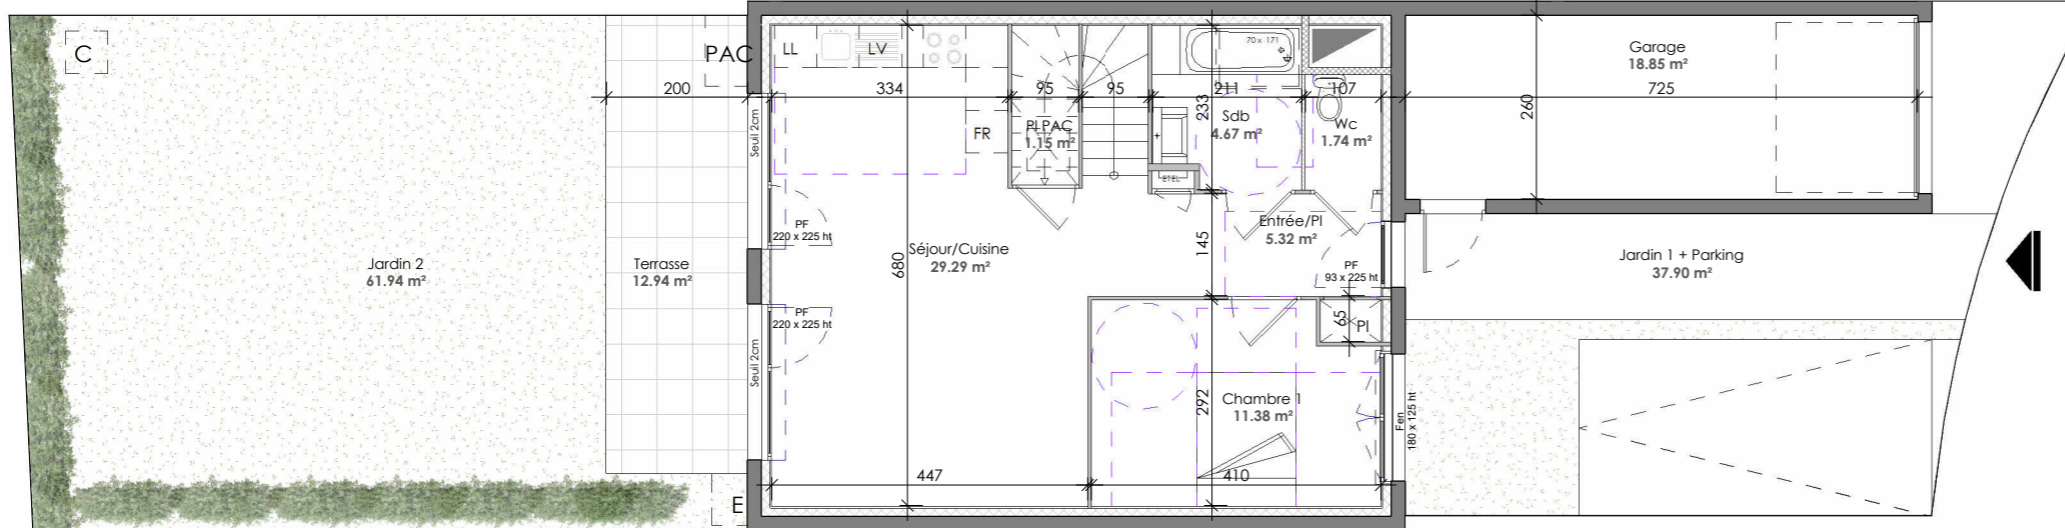 C
PAC
LL
LV
70 x 171
Garage
18.85 m²
200
334
95
95
211
107
725
233
260
Seuil 2cm
FR
Pl PAC
1.15 m²
Sdb
4.67 m²
Wc
1.74 m²
ETEL
PF
220 x 225 ht
Séjour/Cuisine
29.29 m²
680
145
Entrée/Pl
5.32 m²
PF
93 x 225 ht
Jardin 2
61.94 m²
Terrasse
12.94 m²
Jardin 1 + Parking
37.90 m²
PF
220 x 225 ht
65
Pl
Seuil 2cm
292
Chambre 1
11.38 m²
Fen
180 x 125 ht
447
410
E